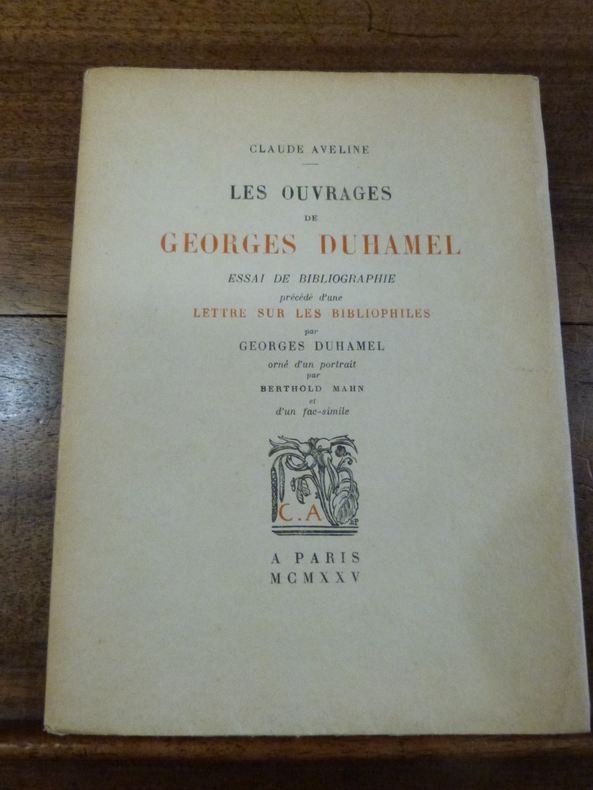 CLAUDE AVELINE
LES OUVRAGES
DE
GEORGES DUHAMEL
ESSAI DE BIBLIOGRAPHIE
précédé d'une
LETTRE SUR LES BIBLIOPHILES
par
GEORGES DUHAMEL
orné d'un portrait
par
BERTHOLD MAHN
et
d'un fac-simile
C.A
A PARIS
MCMXXV